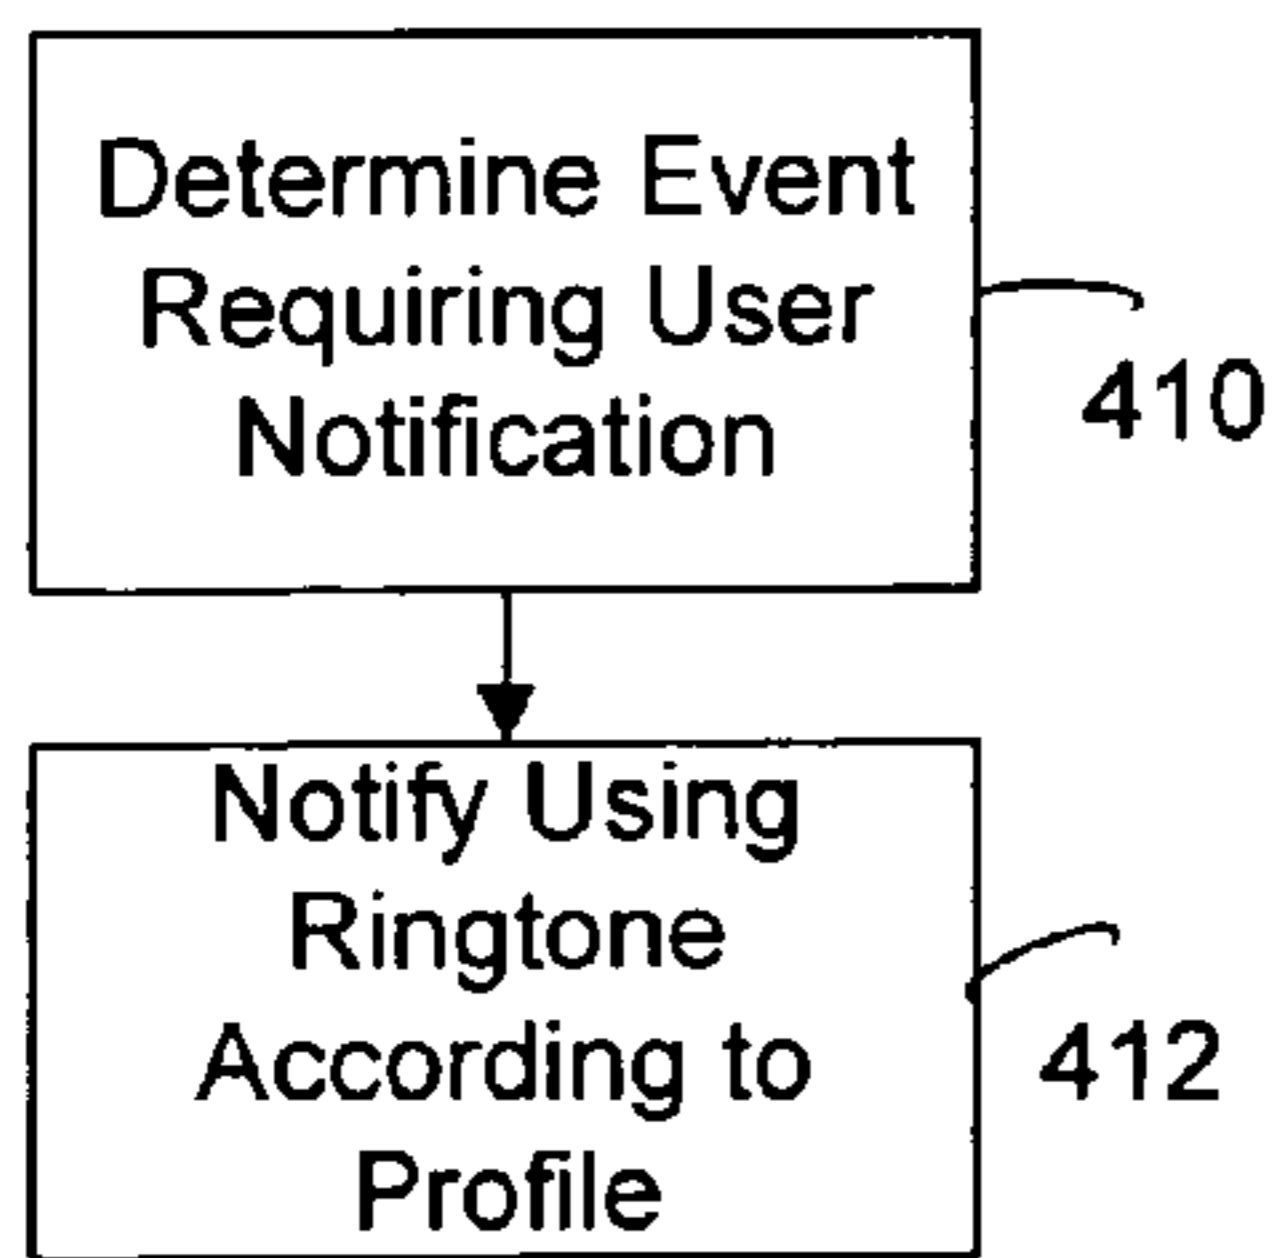 Determine Event
Requiring User
Notification
410
Notify Using
Ringtone
According to
Profile
412